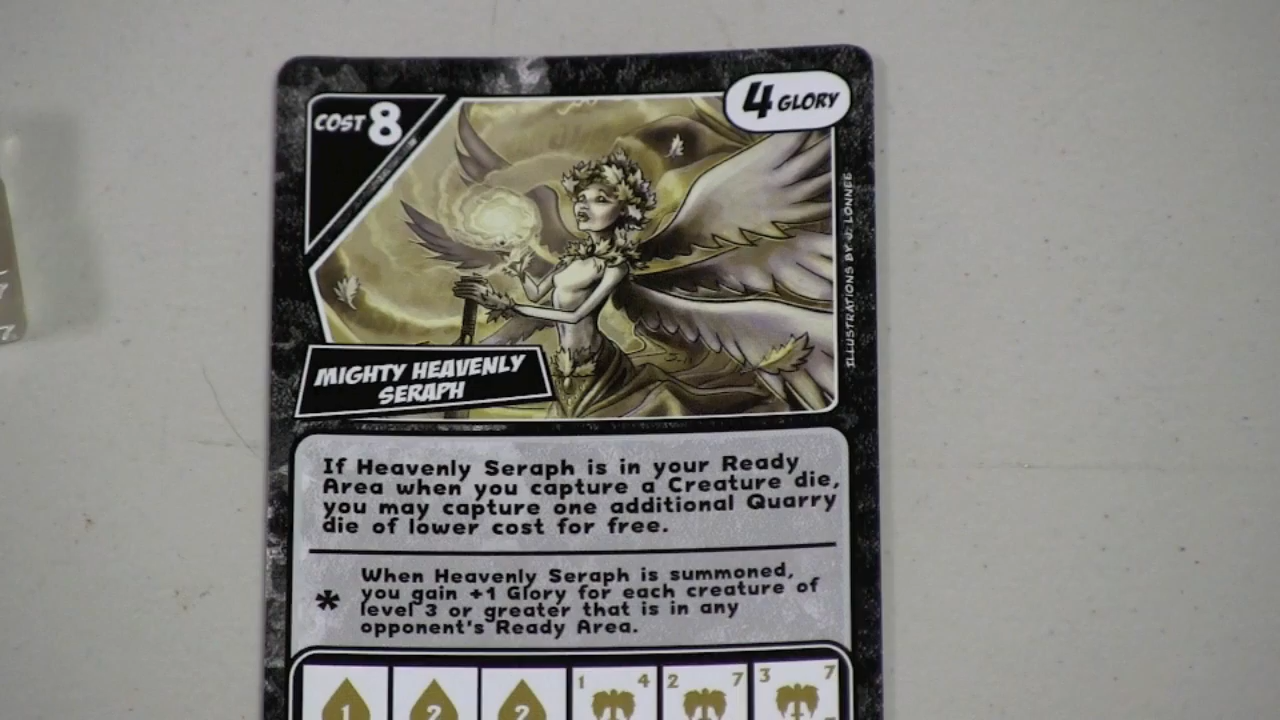 COST 8
4 GLORY
ILLUSTRATIONS BY J. LONNEE
MIGHTY HEAVENLY
SERAPH
If Heavenly Seraph is in your Ready
Area when you capture a Creature die,
you may capture one additional Quarry
die of lower cost for free.
* When Heavenly Seraph is summoned,
you gain +1 Glory for each creature of
level 3 or greater that is in any
opponent's Ready Area.
1 4 2 7 3 7
1 2 2